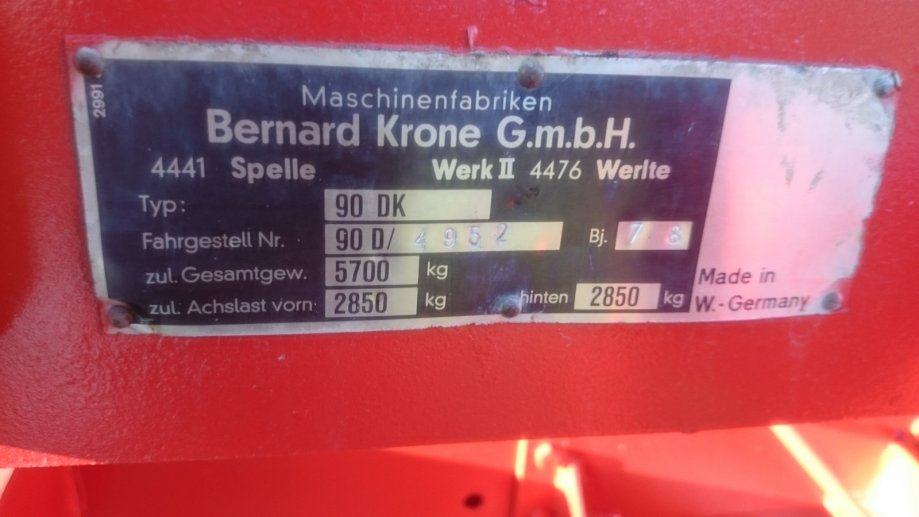 2991
Maschinenfabriken
Bernard Krone G.m.b.H.
4441 Spelle Werk II 4476 Werlte
Typ: 90 DK
Fahrgestell Nr. 90 D/ 4952 Bj. 78
zul. Gesamtgew. 5700 kg
zul. Achslast vorn 2850 kg hinten 2850 kg
Made in
W.-Germany